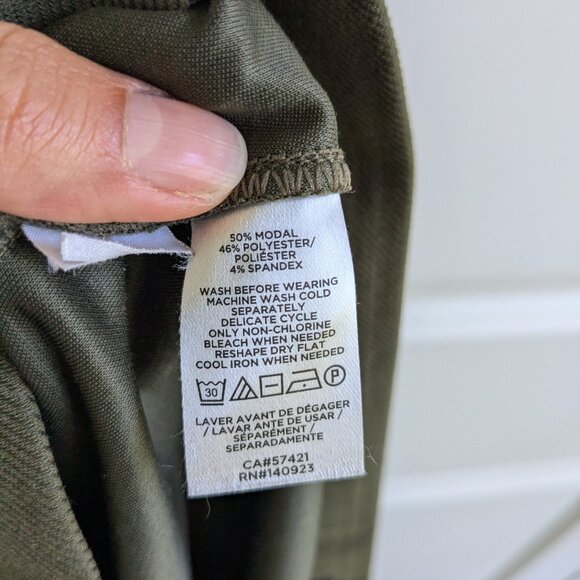 50% MODAL
46% POLYESTER/
POLIÉSTER
4% SPANDEX
WASH BEFORE WEARING
MACHINE WASH COLD
SEPARATELY
DELICATE CYCLE
ONLY NON-CHLORINE
BLEACH WHEN NEEDED
RESHAPE DRY FLAT
COOL IRON WHEN NEEDED
30 P
LAVER AVANT DE DÉGAGER
/ LAVAR ANTE DE USAR /
SÉPARÉMENT /
SEPARADAMENTE
CA#57421
RN#140923